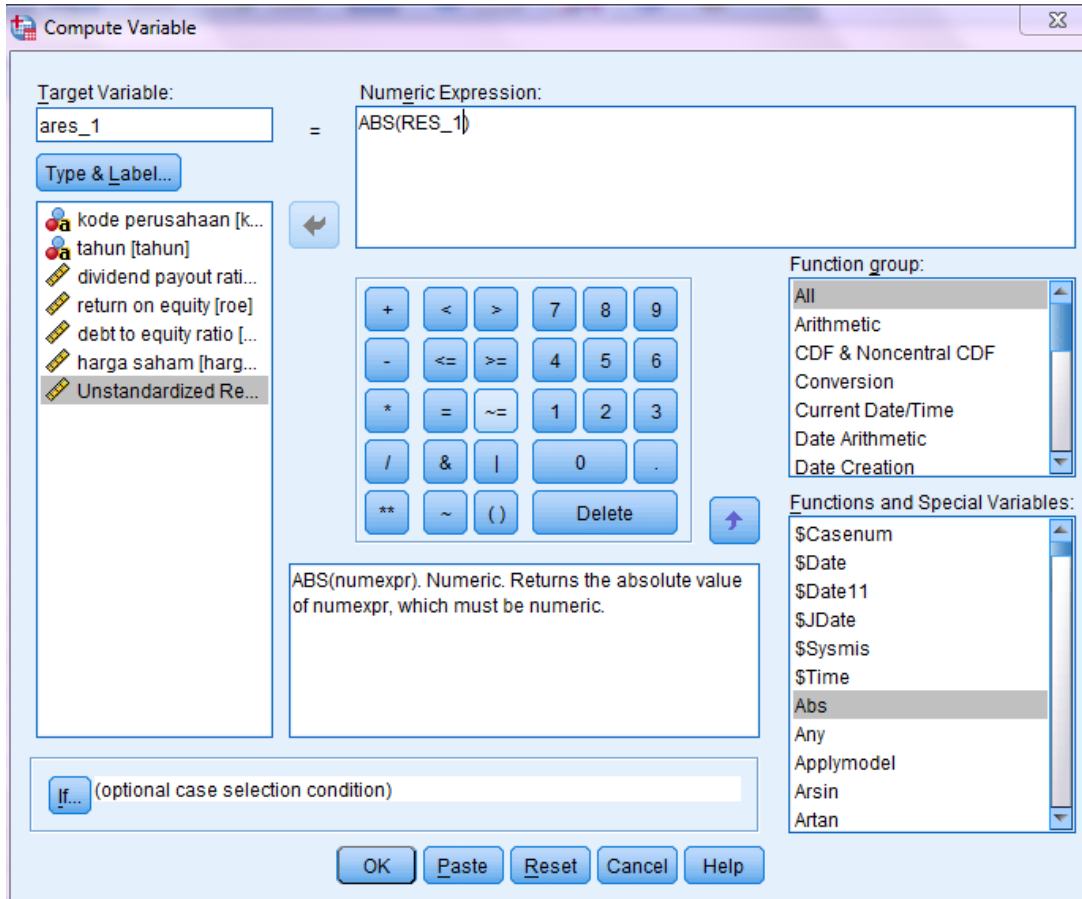 Compute Variable
Target Variable:
ares_1
=
Numeric Expression:
ABS(RES_1)
Type & Label...
kode perusahaan [k...
tahun [tahun]
dividend payout rati...
return on equity [roe]
debt to equity ratio [...
harga saham [harg...
Unstandardized Re...
+ < > 7 8 9
- <= >= 4 5 6
* = ~= 1 2 3
/ & | 0 .
** ~ ( ) Delete
Function group:
All
Arithmetic
CDF & Noncentral CDF
Conversion
Current Date/Time
Date Arithmetic
Date Creation
Functions and Special Variables:
$Casenum
$Date
$Date11
$JDate
$Sysmis
$Time
Abs
Any
Applymodel
Arsin
Artan
ABS(numexpr). Numeric. Returns the absolute value
of numexpr, which must be numeric.
If... (optional case selection condition)
OK Paste Reset Cancel Help